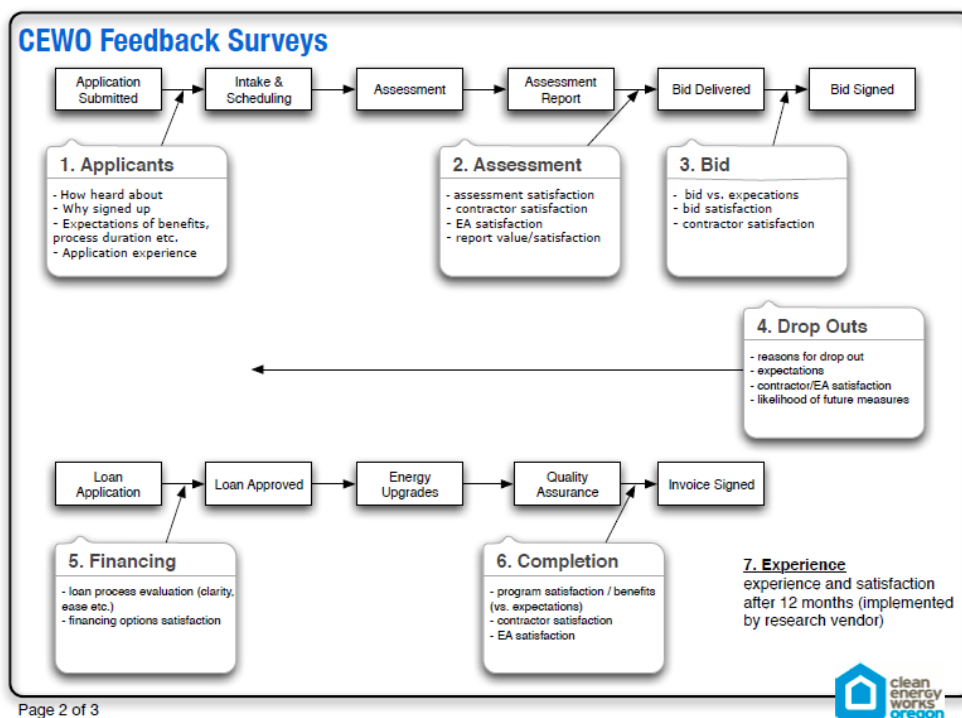 CEWO Feedback Surveys
Application
Submitted
Intake &
Scheduling
Assessment
Assessment
Report
Bid Delivered
Bid Signed
1. Applicants
- How heard about
- Why signed up
- Expectations of benefits,
process duration etc.
- Application experience
2. Assessment
- assessment satisfaction
- contractor satisfaction
- EA satisfaction
- report value/satisfaction
3. Bid
- bid vs. expecations
- bid satisfaction
- contractor satisfaction
4. Drop Outs
- reasons for drop out
- expectations
- contractor/EA satisfaction
- likelihood of future measures
Loan
Application
Loan Approved
Energy
Upgrades
Quality
Assurance
Invoice Signed
5. Financing
- loan process evaluation (clarity,
ease etc.)
- financing options satisfaction
6. Completion
- program satisfaction / benefits
(vs. expectations)
- contractor satisfaction
- EA satisfaction
7. Experience
experience and satisfaction
after 12 months (implemented
by research vendor)
clean
energy
works
oregon
Page 2 of 3